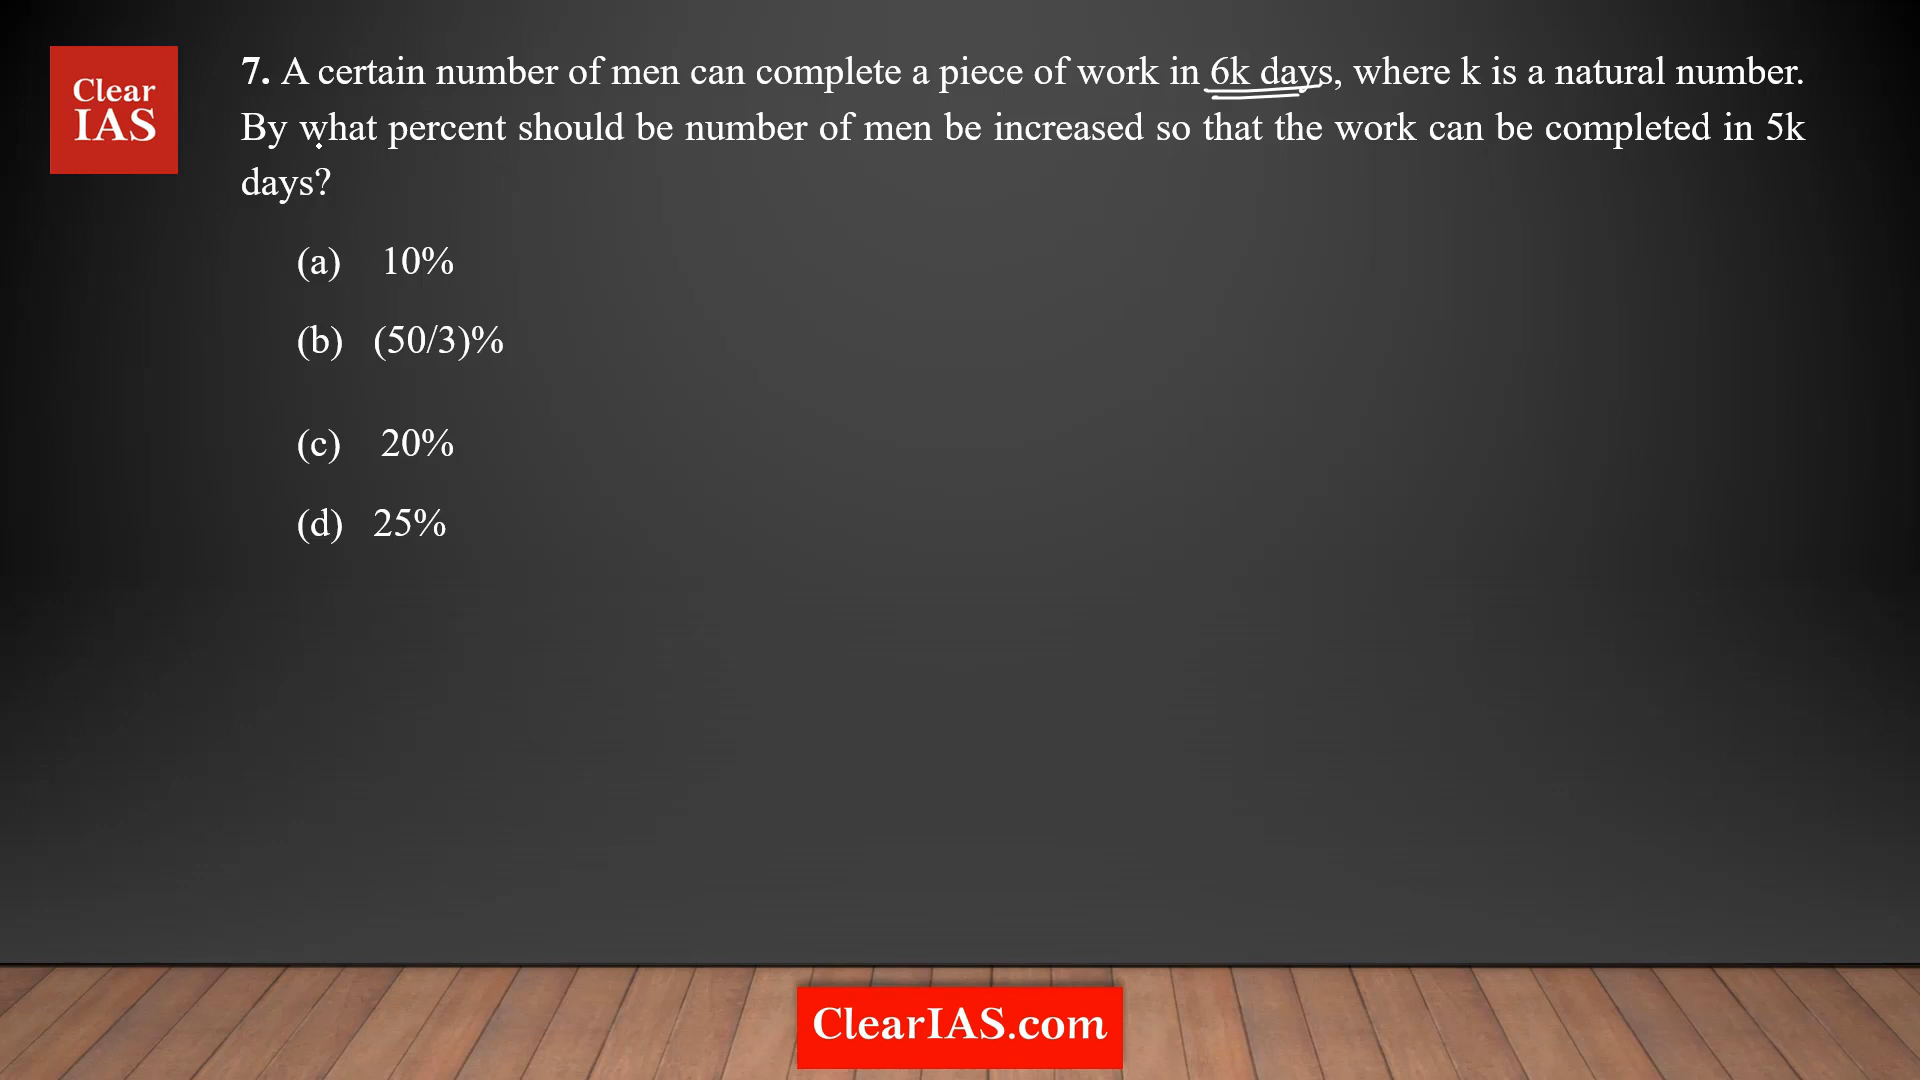 Clear
IAS
7. A certain number of men can complete a piece of work in 6k days, where k is a natural number.
By what percent should be number of men be increased so that the work can be completed in 5k
days?
(a) 10%
(b) (50/3)%
(c) 20%
(d) 25%
ClearIAS.com